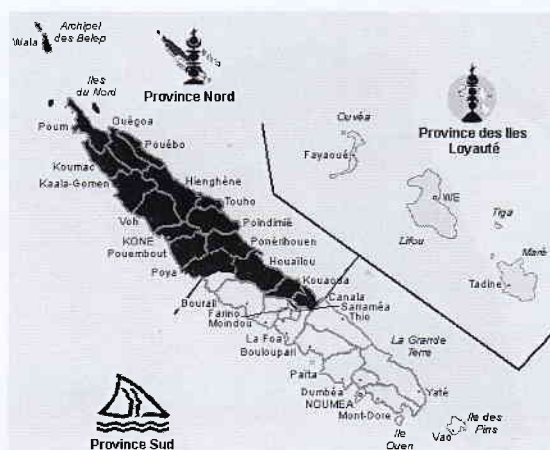 Archipel
des Belep
Wala
Iles
du Nord
Province Nord
Poum
Ouégoa
Pouébo
Koumac
Kaala-Gomen
Hienghène
Touho
Voh
Poindimié
KONE
Ponérihouen
Pouembout
Houaïlou
Poya
Kouaoua
Canala
Bourail
Sarraméa
Farino
Thio
Moindou
La Foa
Bouloupari
La Grande
Terre
Païta
Dumbéa
Yaté
NOUMEA
Mont-Dore
Ile
Ouen
Ile des
Pins
Vao
Ouvéa
Fayaoué
Province des Iles
Loyauté
WE
Tiga
Lifou
Maré
Tadine
Province Sud